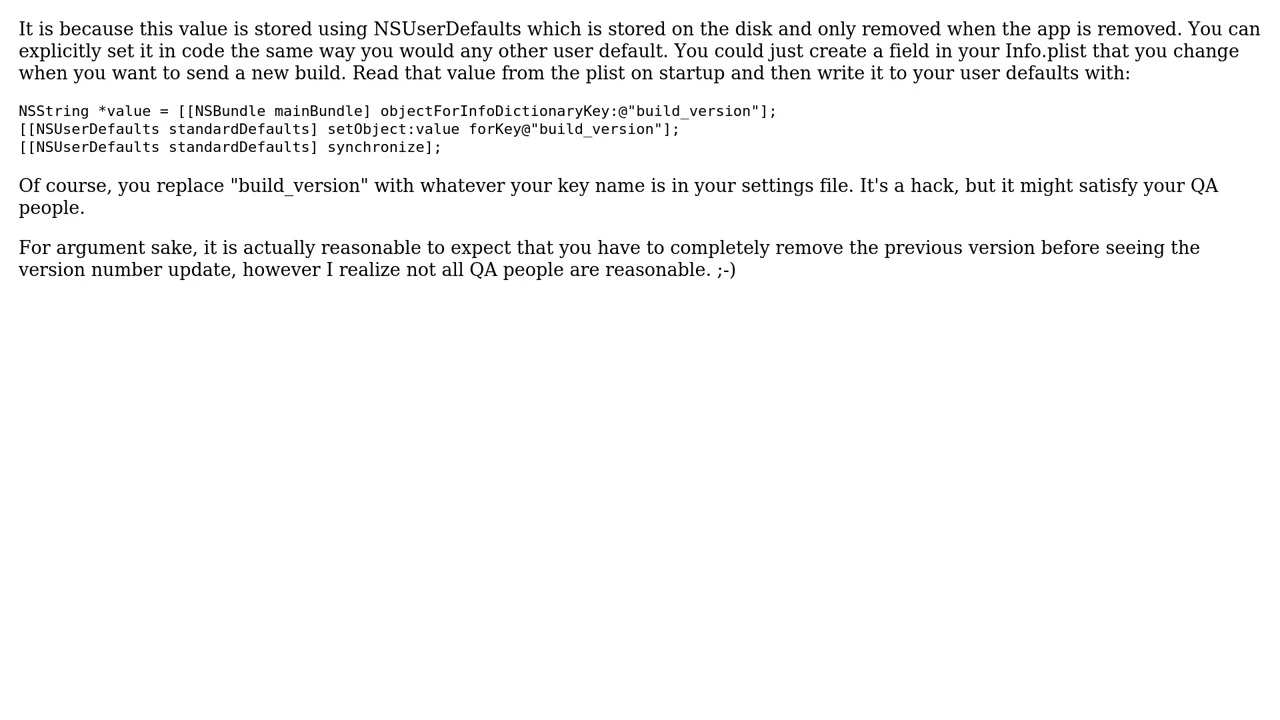 It is because this value is stored using NSUserDefaults which is stored on the disk and only removed when the app is removed. You can
explicitly set it in code the same way you would any other user default. You could just create a field in your Info.plist that you change
when you want to send a new build. Read that value from the plist on startup and then write it to your user defaults with:
NSString *value = [[NSBundle mainBundle] objectForInfoDictionaryKey:@"build_version"];
[[NSUserDefaults standardDefaults] setObject:value forKey@"build_version"];
[[NSUserDefaults standardDefaults] synchronize];
Of course, you replace "build_version" with whatever your key name is in your settings file. It's a hack, but it might satisfy your QA
people.
For argument sake, it is actually reasonable to expect that you have to completely remove the previous version before seeing the
version number update, however I realize not all QA people are reasonable. ;-)